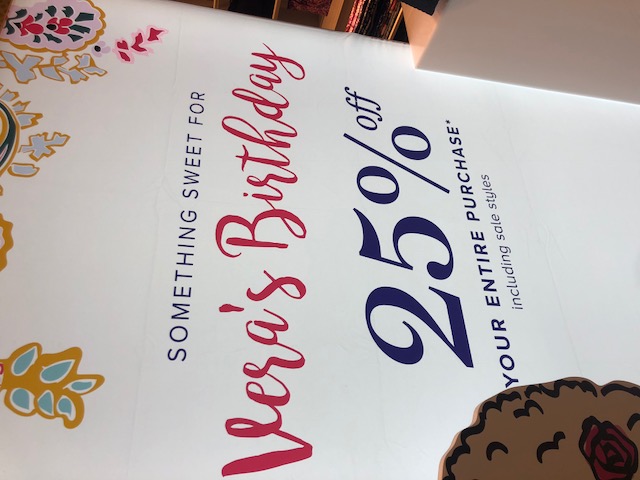 SOMETHING SWEET FOR
Vera's Birthday
25% off
YOUR ENTIRE PURCHASE*
including sale styles